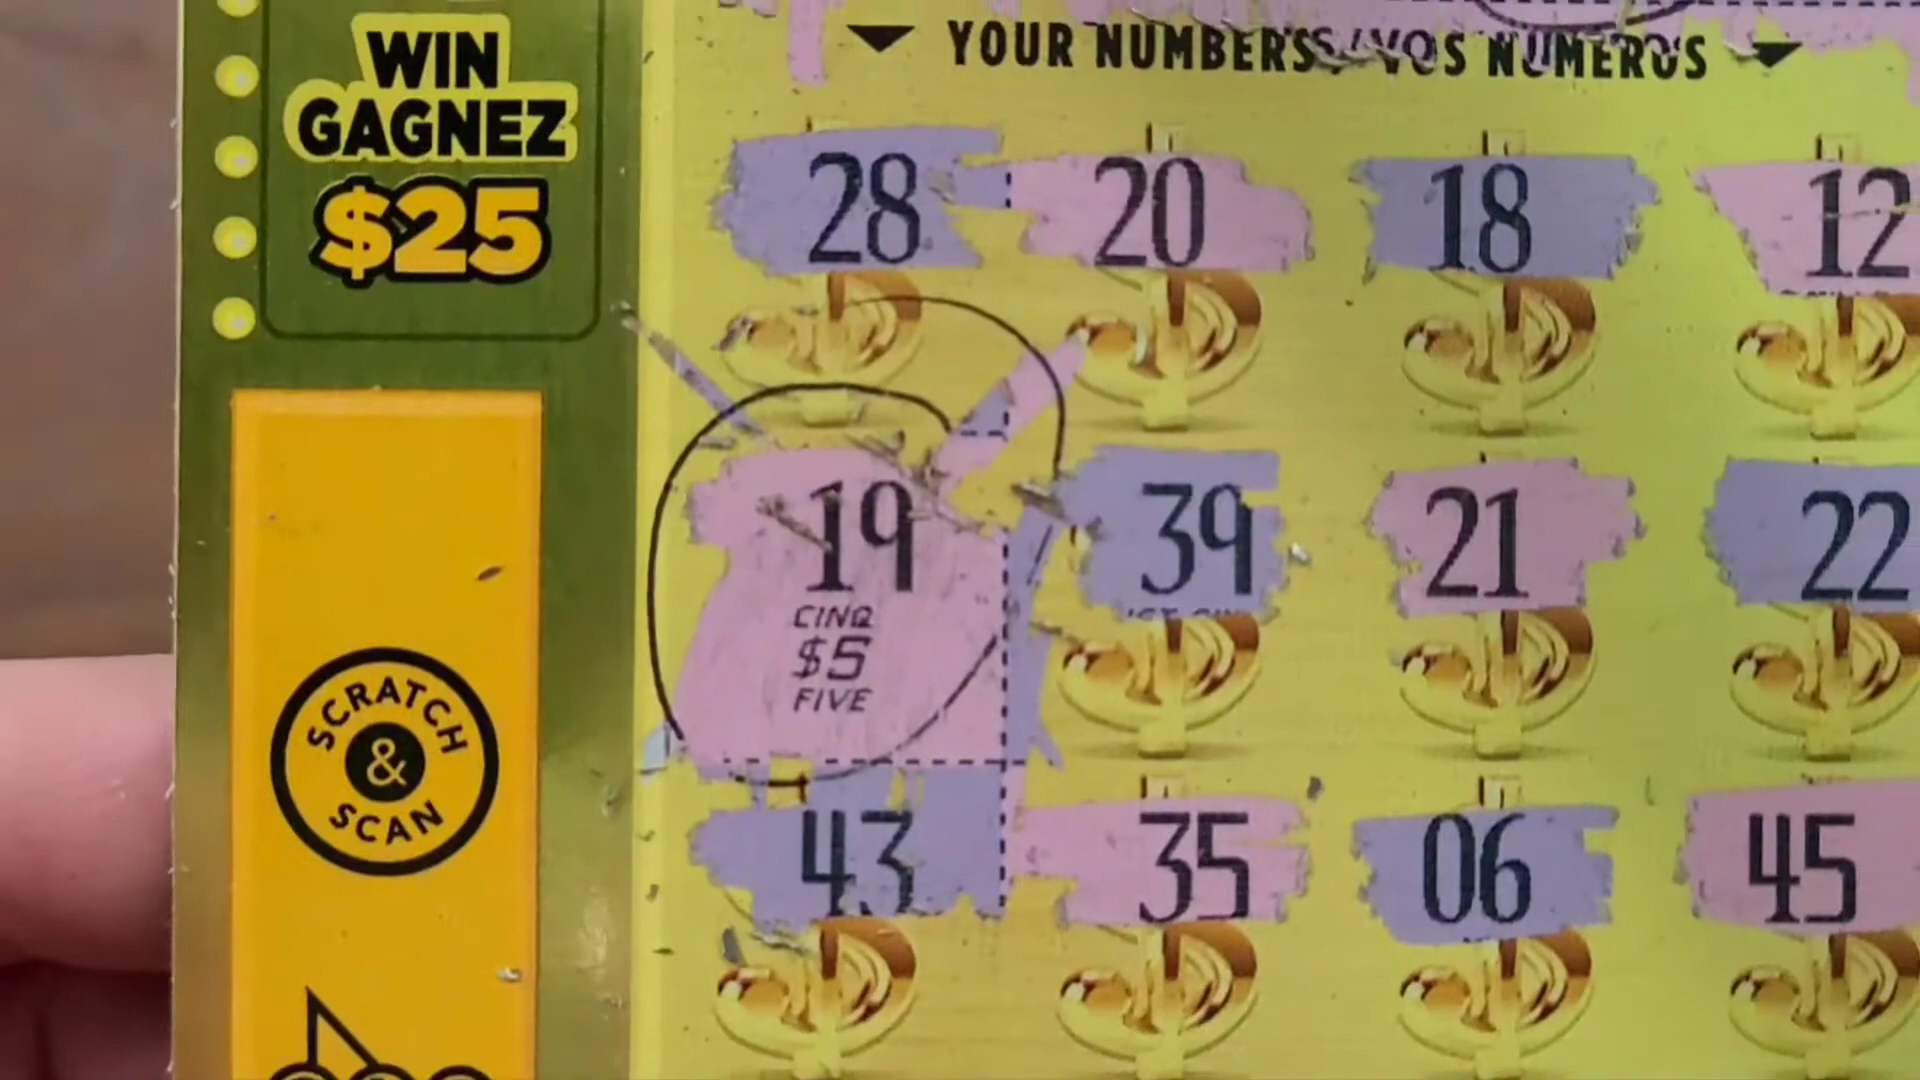 WIN
GAGNEZ
$25
YOUR NUMBERS / VOS NUMÉROS
28 20 18 12
19 39 21 22
CINQ
$5
FIVE
43 35 06 45
SCRATCH
&
SCAN